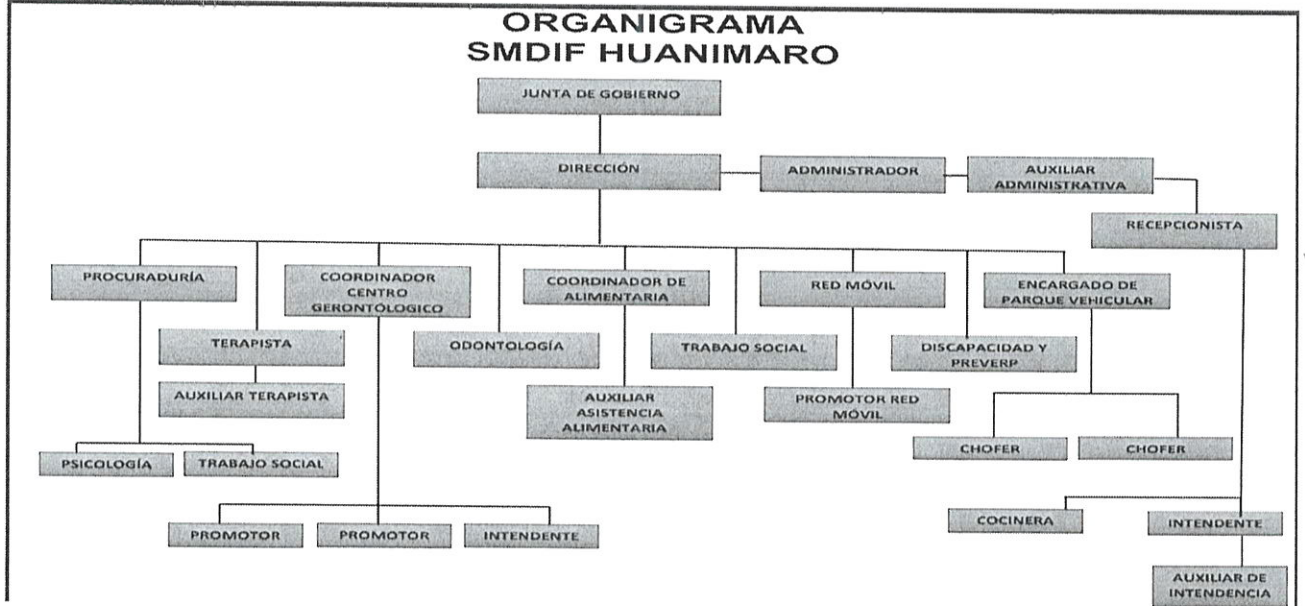 ORGANIGRAMA
SMDIF HUANIMARO
JUNTA DE GOBIERNO
DIRECCIÓN
ADMINISTRADOR
AUXILIAR
ADMINISTRATIVA
RECEPCIONISTA
PROCURADURÍA
COORDINADOR
CENTRO
GERONTÓLOGICO
COORDINADOR DE
ALIMENTARIA
RED MÓVIL
ENCARGADO DE
PARQUE VEHICULAR
TERAPISTA
ODONTOLOGÍA
TRABAJO SOCIAL
DISCAPACIDAD Y
PREVERP
AUXILIAR TERAPISTA
AUXILIAR
ASISTENCIA
ALIMENTARIA
PROMOTOR RED
MÓVIL
CHOFER
CHOFER
PSICOLOGÍA
TRABAJO SOCIAL
COCINERA
INTENDENTE
PROMOTOR
PROMOTOR
INTENDENTE
AUXILIAR DE
INTENDENCIA